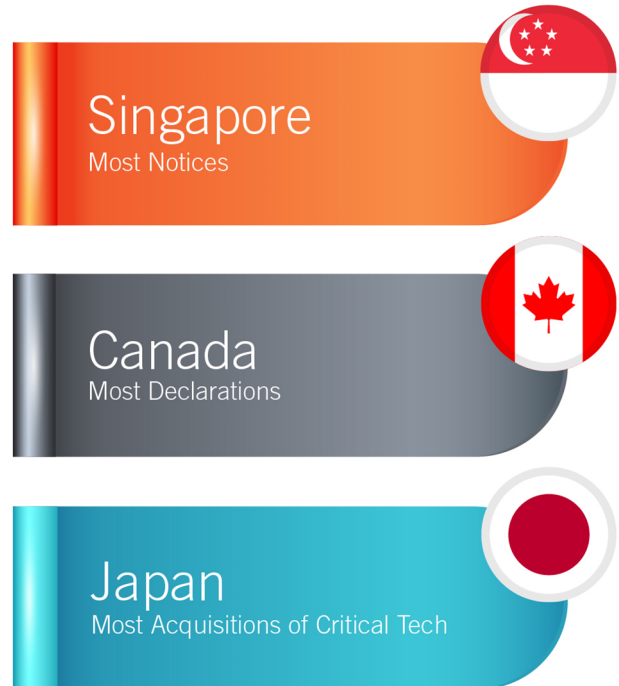 Singapore
Most Notices
Canada
Most Declarations
Japan
Most Acquisitions of Critical Tech